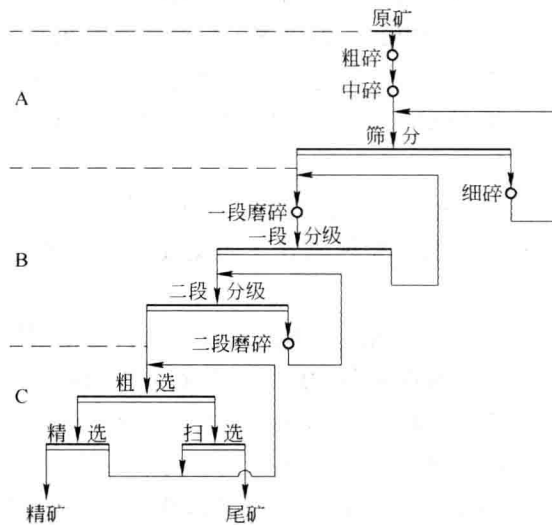 原矿
粗碎
A
中碎
筛分
细碎
一段磨碎
一段分级
B
二段分级
二段磨碎
C
粗选
精选 扫选
精矿 尾矿